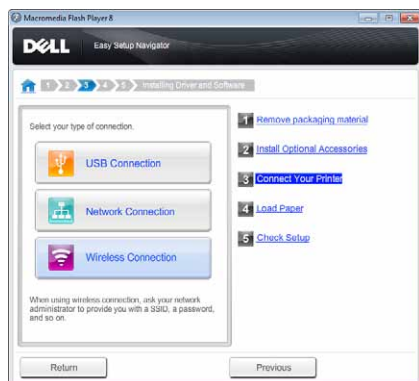 Macromedia Flash Player 8
DELL Easy Setup Navigator
1 2 3 4 5 Installing Driver and Software
Select your type of connection.
USB Connection
Network Connection
Wireless Connection
When using wireless connection, ask your network
administrator to provide you with a SSID, a password,
and so on.
1 Remove packaging material
2 Install Optional Accessories
3 Connect Your Printer
4 Load Paper
5 Check Setup
Return
Previous